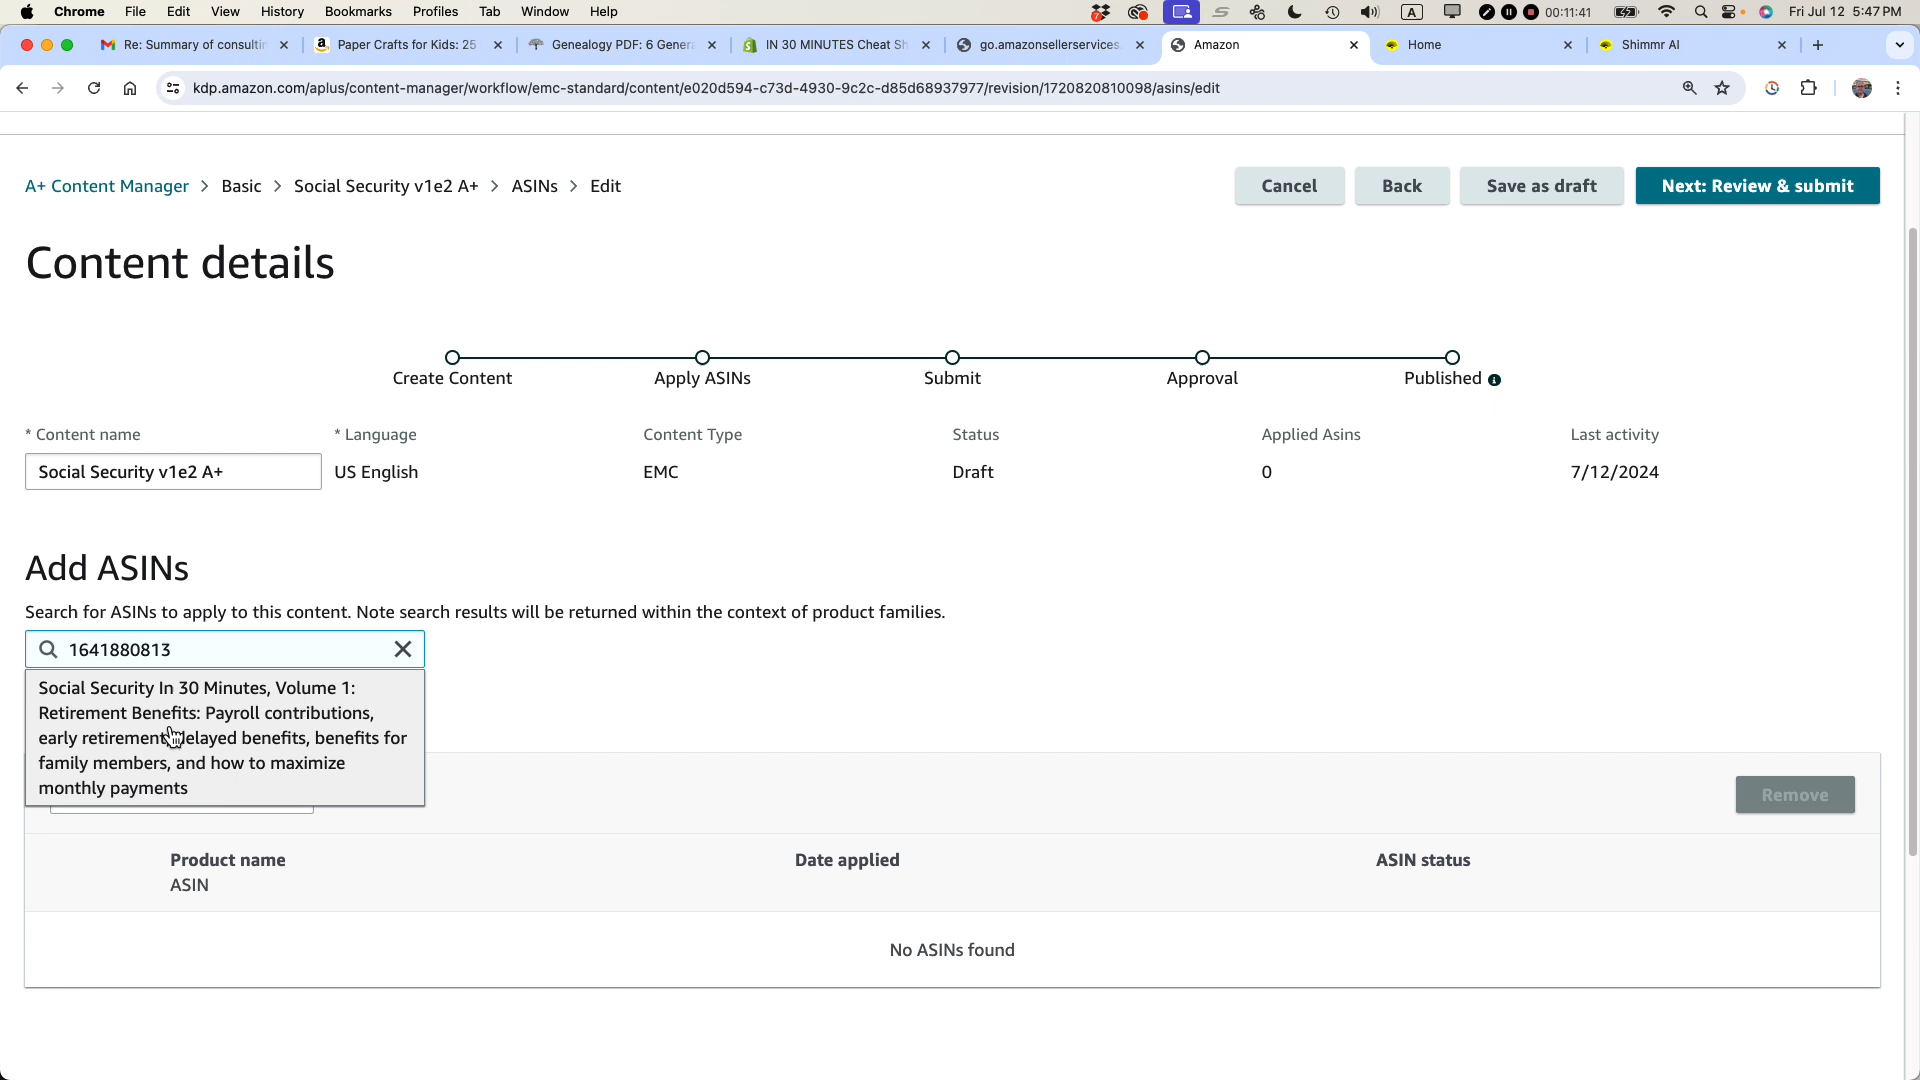 Chrome File Edit View History Bookmarks Profiles Tab Window Help 7 A 00:11:41 Fri Jul 12 5:47 PM
Re: Summary of consultin Paper Crafts for Kids: 25 Genealogy PDF: 6 Genera IN 30 MINUTES Cheat Sh go.amazonsellerservices. Amazon Home Shimmr AI
kdp.amazon.com/aplus/content-manager/workflow/emc-standard/content/e020d594-c73d-4930-9c2c-d85d68937977/revision/1720820810098/asins/edit
A+ Content Manager > Basic > Social Security v1e2 A+ > ASINs > Edit Cancel Back Save as draft Next: Review & submit
Content details
Create Content Apply ASINs Submit Approval Published
* Content name * Language Content Type Status Applied Asins Last activity
Social Security v1e2 A+ US English EMC Draft 0 7/12/2024
Add ASINs
Search for ASINs to apply to this content. Note search results will be returned within the context of product families.
1641880813
Social Security In 30 Minutes, Volume 1:
Retirement Benefits: Payroll contributions,
early retirement delayed benefits, benefits for
family members, and how to maximize
monthly payments
Remove
Product name Date applied ASIN status
ASIN
No ASINs found